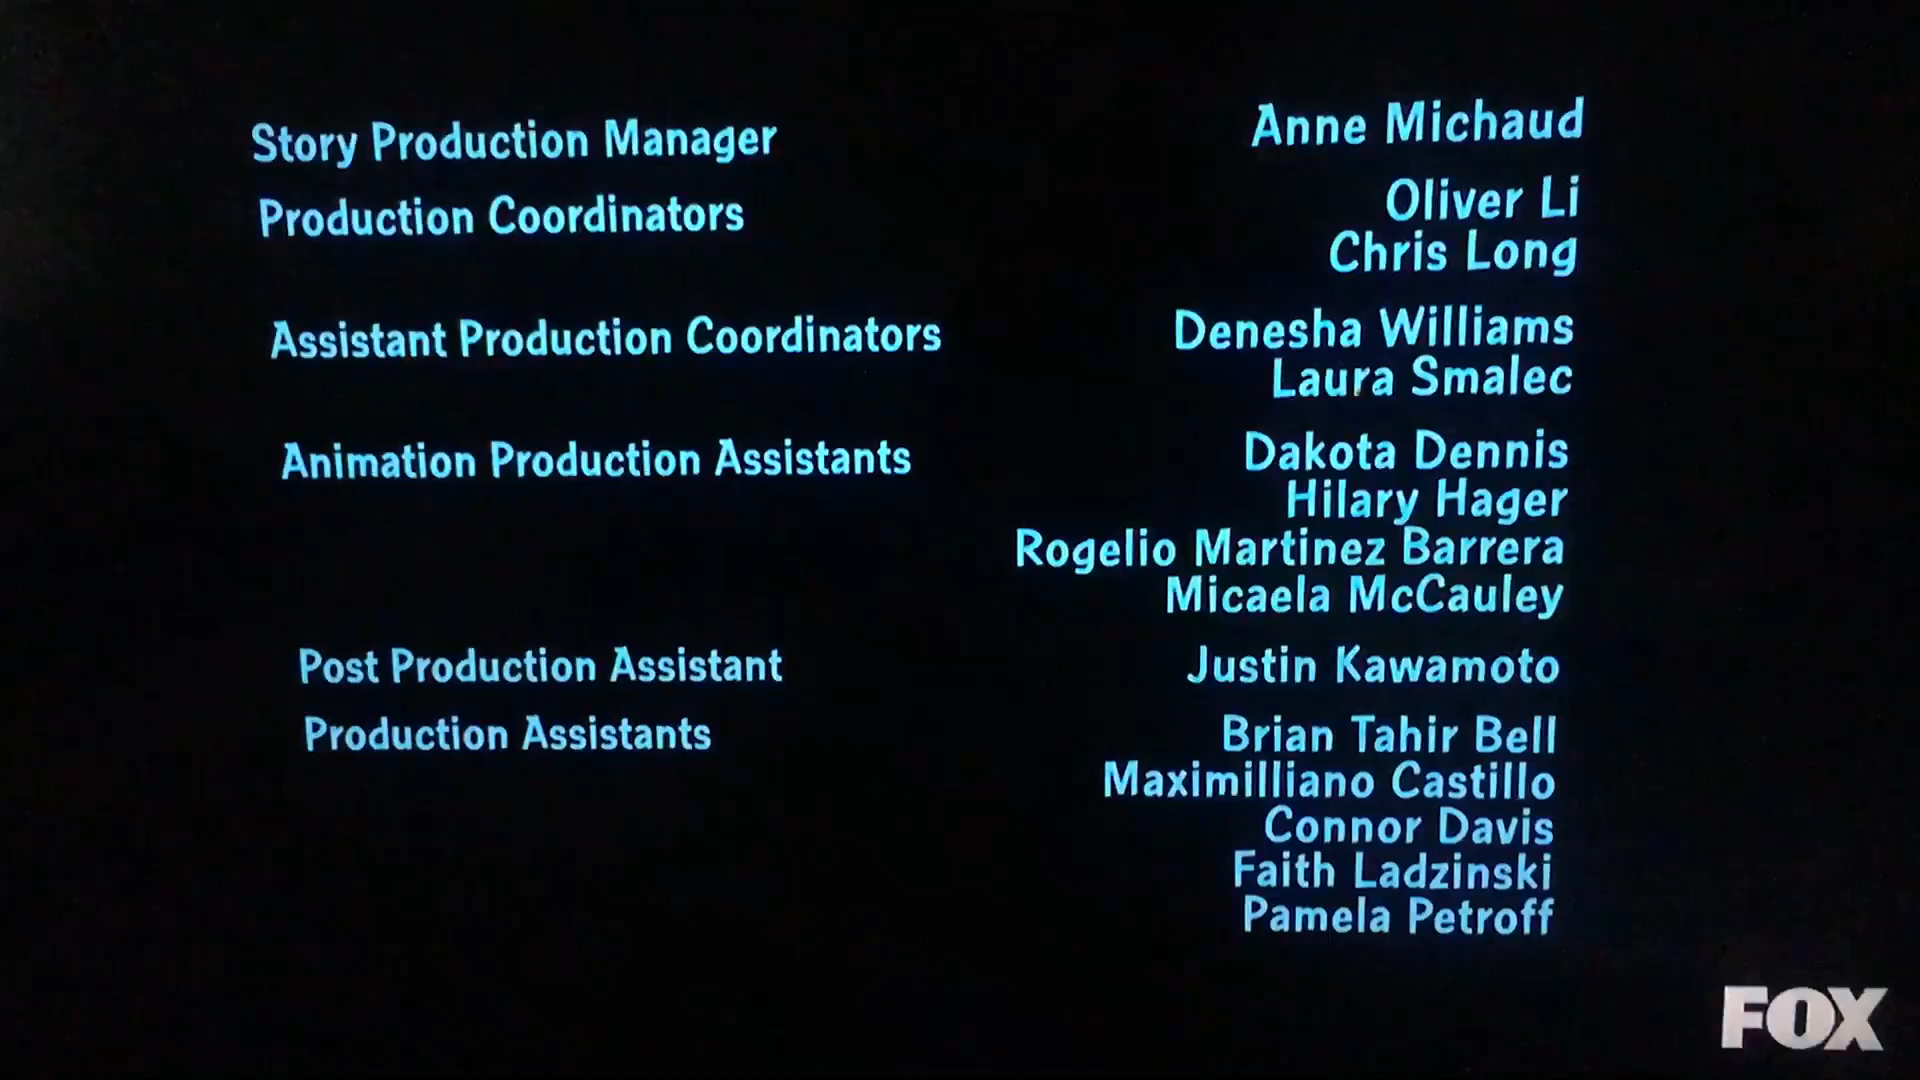 Story Production Manager Anne Michaud
Production Coordinators Oliver Li
Chris Long
Assistant Production Coordinators Denesha Williams
Laura Smalec
Animation Production Assistants Dakota Dennis
Hilary Hager
Rogelio Martinez Barrera
Micaela McCauley
Post Production Assistant Justin Kawamoto
Production Assistants Brian Tahir Bell
Maximilliano Castillo
Connor Davis
Faith Ladzinski
Pamela Petroff
FOX